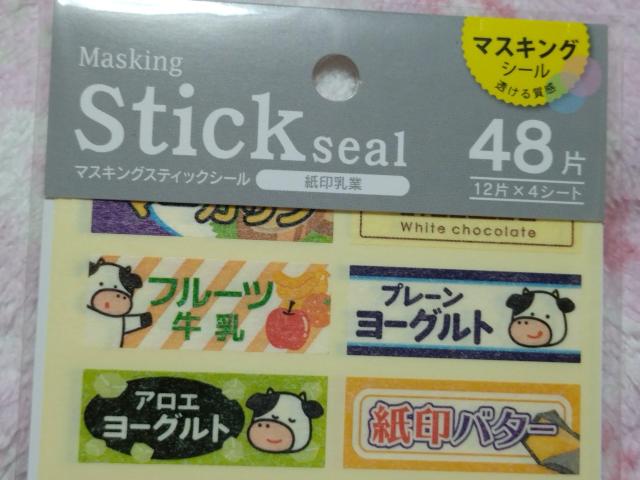 Masking
Stick seal
マスキングスティックシール
紙印乳業
マスキング
シール
透ける質感
48片
12片×4シート
White chocolate
フルーツ
牛乳
プレーン
ヨーグルト
アロエ
ヨーグルト
紙印バター